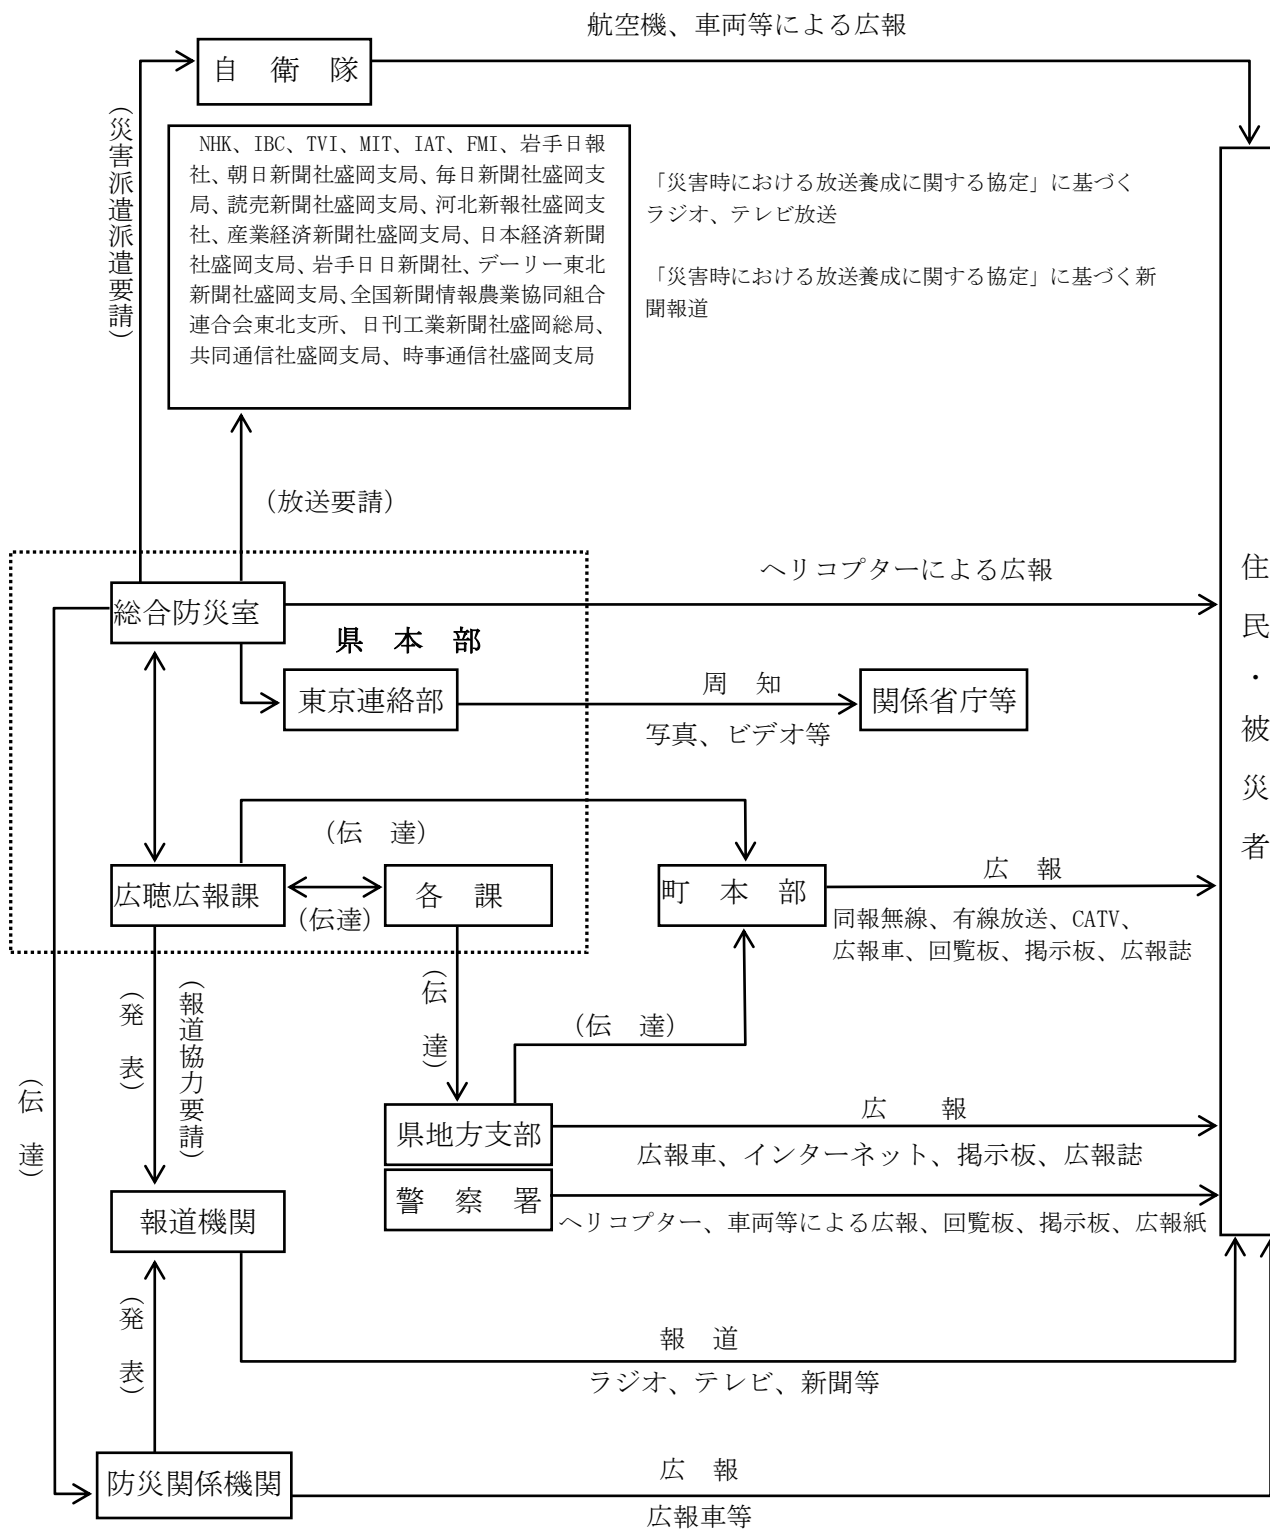 航空機、車両等による広報
自　衛　隊
(災害派遣派遣要請)
NHK、IBC、TVI、MIT、IAT、FMI、岩手日報
社、朝日新聞社盛岡支局、毎日新聞社盛岡支
局、読売新聞社盛岡支局、河北新報社盛岡支
社、産業経済新聞社盛岡支局、日本経済新聞
社盛岡支局、岩手日日新聞社、デーリー東北
新聞社盛岡支局、全国新聞情報農業協同組合
連合会東北支所、日刊工業新聞社盛岡総局、
共同通信社盛岡支局、時事通信社盛岡支局
「災害時における放送養成に関する協定」に基づく
ラジオ、テレビ放送
「災害時における放送養成に関する協定」に基づく新
聞報道
(放送要請)
住民・被災者
ヘリコプターによる広報
総合防災室
県　本　部
東京連絡部
周　知
写真、ビデオ等
関係省庁等
(伝　達)
広聴広報課
(伝達)
各　課
町　本　部
広　報
同報無線、有線放送、CATV、
広報車、回覧板、掲示板、広報誌
(発　表)
(報道協力要請)
(伝　達)
(伝　達)
(伝　達)
県地方支部
広　　報
広報車、インターネット、掲示板、広報誌
警　察　署
ヘリコプター、車両等による広報、回覧板、掲示板、広報紙
報道機関
(発　表)
報　道
ラジオ、テレビ、新聞等
防災関係機関
広　報
広報車等